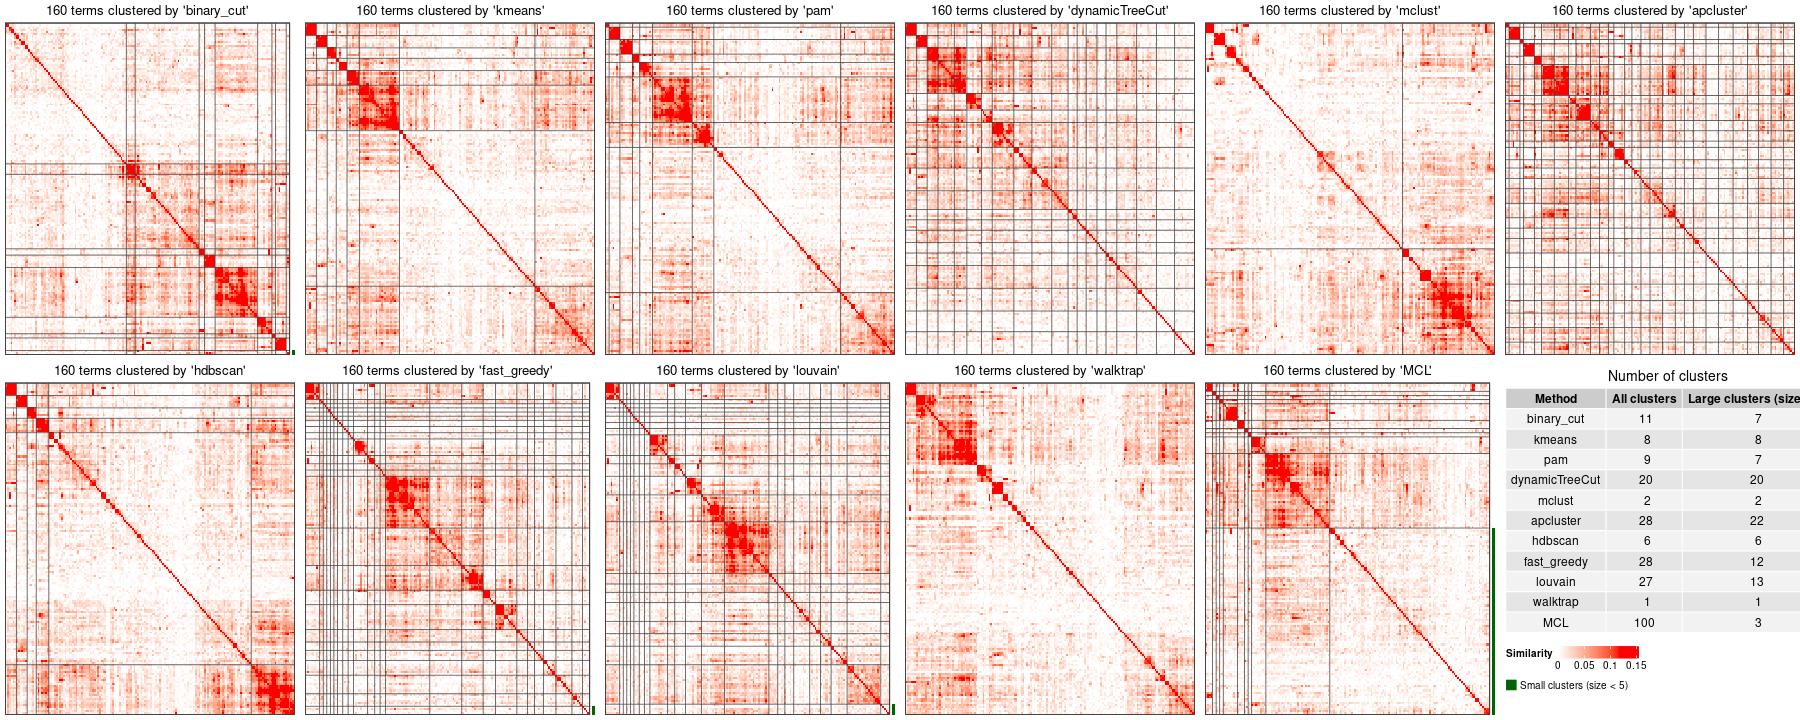 160 terms clustered by 'binary_cut'
160 terms clustered by 'kmeans'
160 terms clustered by 'pam'
160 terms clustered by 'dynamicTreeCut'
160 terms clustered by 'mclust'
160 terms clustered by 'apcluster'
160 terms clustered by 'hdbscan'
160 terms clustered by 'fast_greedy'
160 terms clustered by 'louvain'
160 terms clustered by 'walktrap'
160 terms clustered by 'MCL'
Number of clusters
Method All clusters Large clusters (size
binary_cut 11 7
kmeans 8 8
pam 9 7
dynamicTreeCut 20 20
mclust 2 2
apcluster 28 22
hdbscan 6 6
fast_greedy 28 12
louvain 27 13
walktrap 1 1
MCL 100 3
Similarity
0 0.05 0.1 0.15
Small clusters (size < 5)